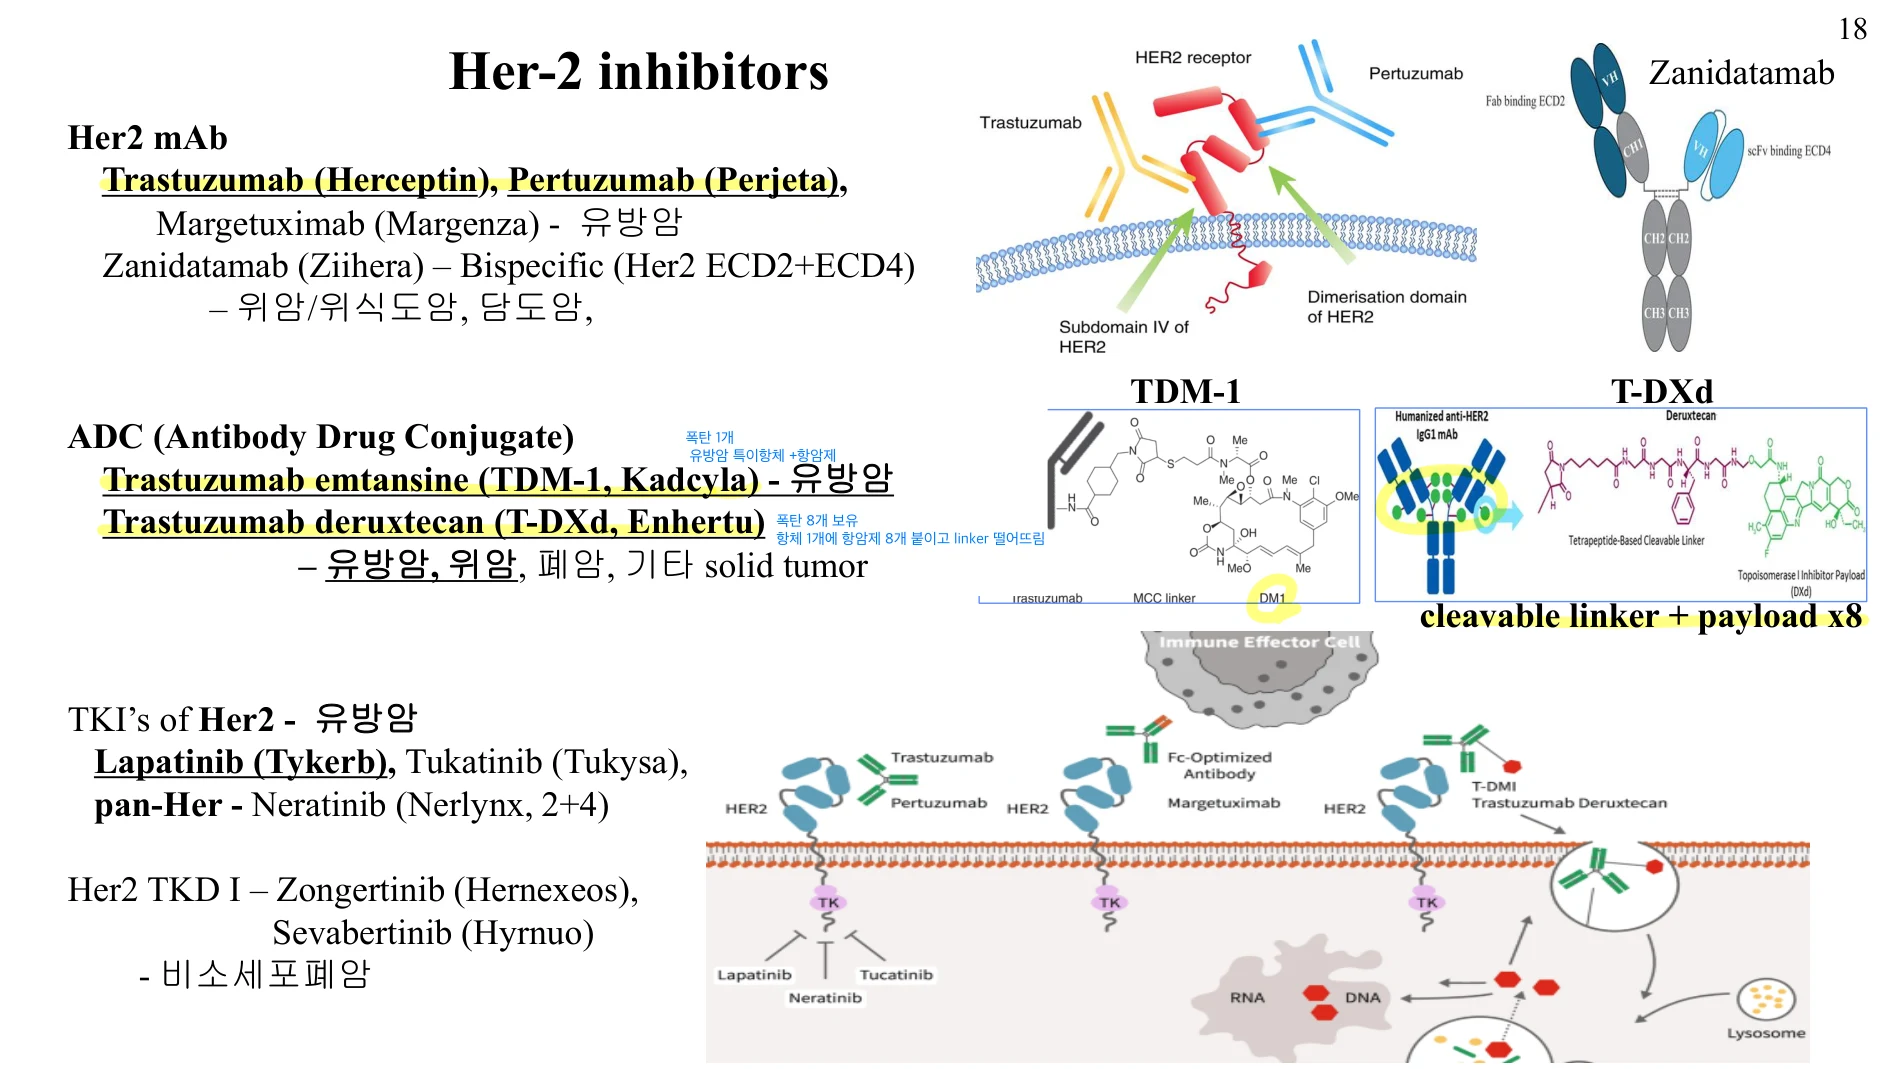 18
Her-2 inhibitors
Her2 mAb
Trastuzumab (Herceptin), Pertuzumab (Perjeta),
Margetuximab (Margenza) - 유방암
Zanidatamab (Ziihera) – Bispecific (Her2 ECD2+ECD4)
– 위암/위식도암, 담도암,
HER2 receptor
Pertuzumab
Trastuzumab
Subdomain IV of
HER2
Dimerisation domain
of HER2
Zanidatamab
Fab binding ECD2
VH
CH1
VH
scFv binding ECD4
CH2 CH2
CH3 CH3
ADC (Antibody Drug Conjugate)
폭탄 1개
유방암 특이항체 +항암제
Trastuzumab emtansine (TDM-1, Kadcyla) - 유방암
Trastuzumab deruxtecan (T-DXd, Enhertu)
폭탄 8개 보유
항체 1개에 항암제 8개 붙이고 linker 떨어뜨림
– 유방암, 위암, 폐암, 기타 solid tumor
TDM-1
Trastuzumab
MCC linker
DM1
T-DXd
Humanized anti-HER2
IgG1 mAb
Deruxtecan
Tetrapeptide-Based Cleavable Linker
Topoisomerase I Inhibitor Payload
(DXd)
cleavable linker + payload x8
TKI’s of Her2 - 유방암
Lapatinib (Tykerb), Tukatinib (Tukysa),
pan-Her - Neratinib (Nerlynx, 2+4)
Her2 TKD I – Zongertinib (Hernexeos),
Sevabertinib (Hyrnuo)
- 비소세포폐암
Immune Effector Cell
Trastuzumab
Pertuzumab
HER2
Fc-Optimized
Antibody
Margetuximab
HER2
T-DMI
Trastuzumab Deruxtecan
HER2
TK
TK
TK
Lapatinib
Neratinib
Tucatinib
RNA
DNA
Lysosome